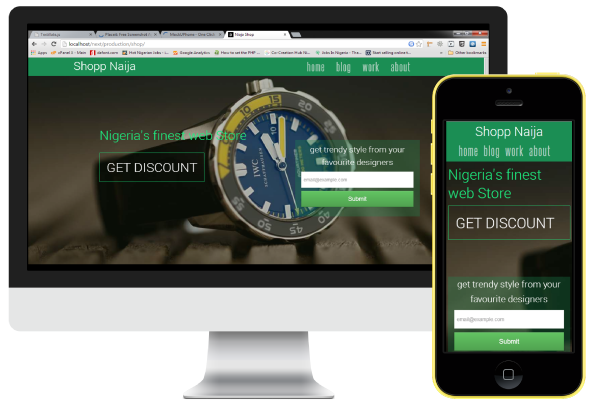 localhost/next/production/shop/
Shopp Naija
home blog work about
Nigeria's finest web Store
GET DISCOUNT
get trendy style from your
favourite designers
email@example.com
Submit
IWC
SCHAFFHAUSEN
Shopp Naija
home blog work about
Nigeria's finest
web Store
GET DISCOUNT
get trendy style from your
favourite designers
email@example.com
Submit